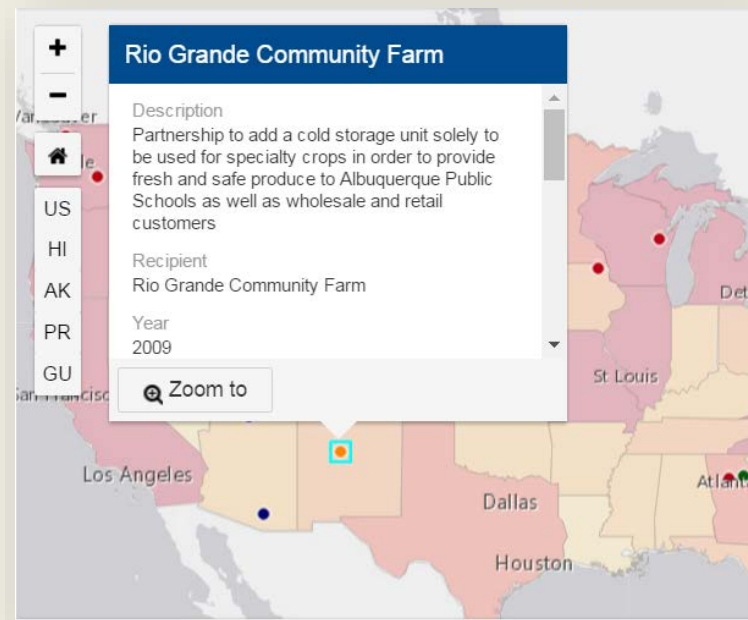 +
Rio Grande Community Farm
−
Description
Partnership to add a cold storage unit solely to
be used for specialty crops in order to provide
fresh and safe produce to Albuquerque Public
Schools as well as wholesale and retail
customers
Recipient
Rio Grande Community Farm
Year
2009
Zoom to
US
HI
AK
PR
GU
Det
St Louis
Los Angeles
Dallas
Houston